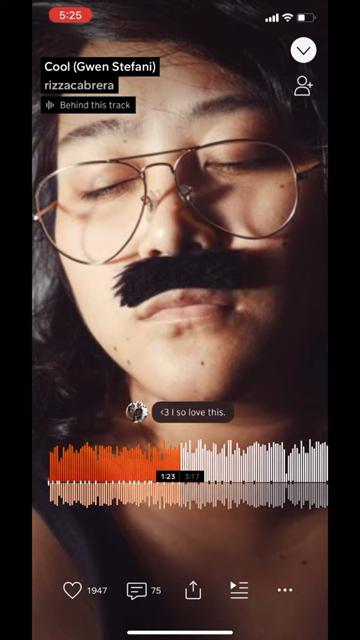 5:25
Cool (Gwen Stefani)
rizzacabrera
Behind this track
<3 I so love this.
1:23 3:17
1947 75